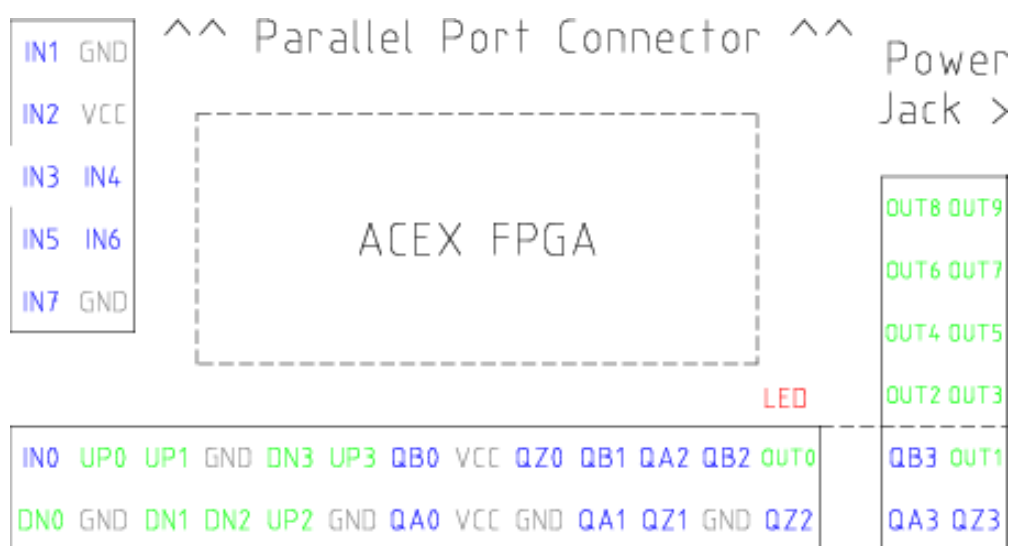 ^^ Parallel Port Connector ^^
Power
Jack >
IN1 GND
IN2 VCC
IN3 IN4
IN5 IN6
IN7 GND
ACEX FPGA
OUT8 OUT9
OUT6 OUT7
OUT4 OUT5
OUT2 OUT3
LED
IN0 UP0 UP1 GND DN3 UP3 QB0 VCC QZ0 QB1 QA2 QB2 OUT0 QB3 OUT1
DN0 GND DN1 DN2 UP2 GND QA0 VCC GND QA1 QZ1 GND QZ2 QA3 QZ3